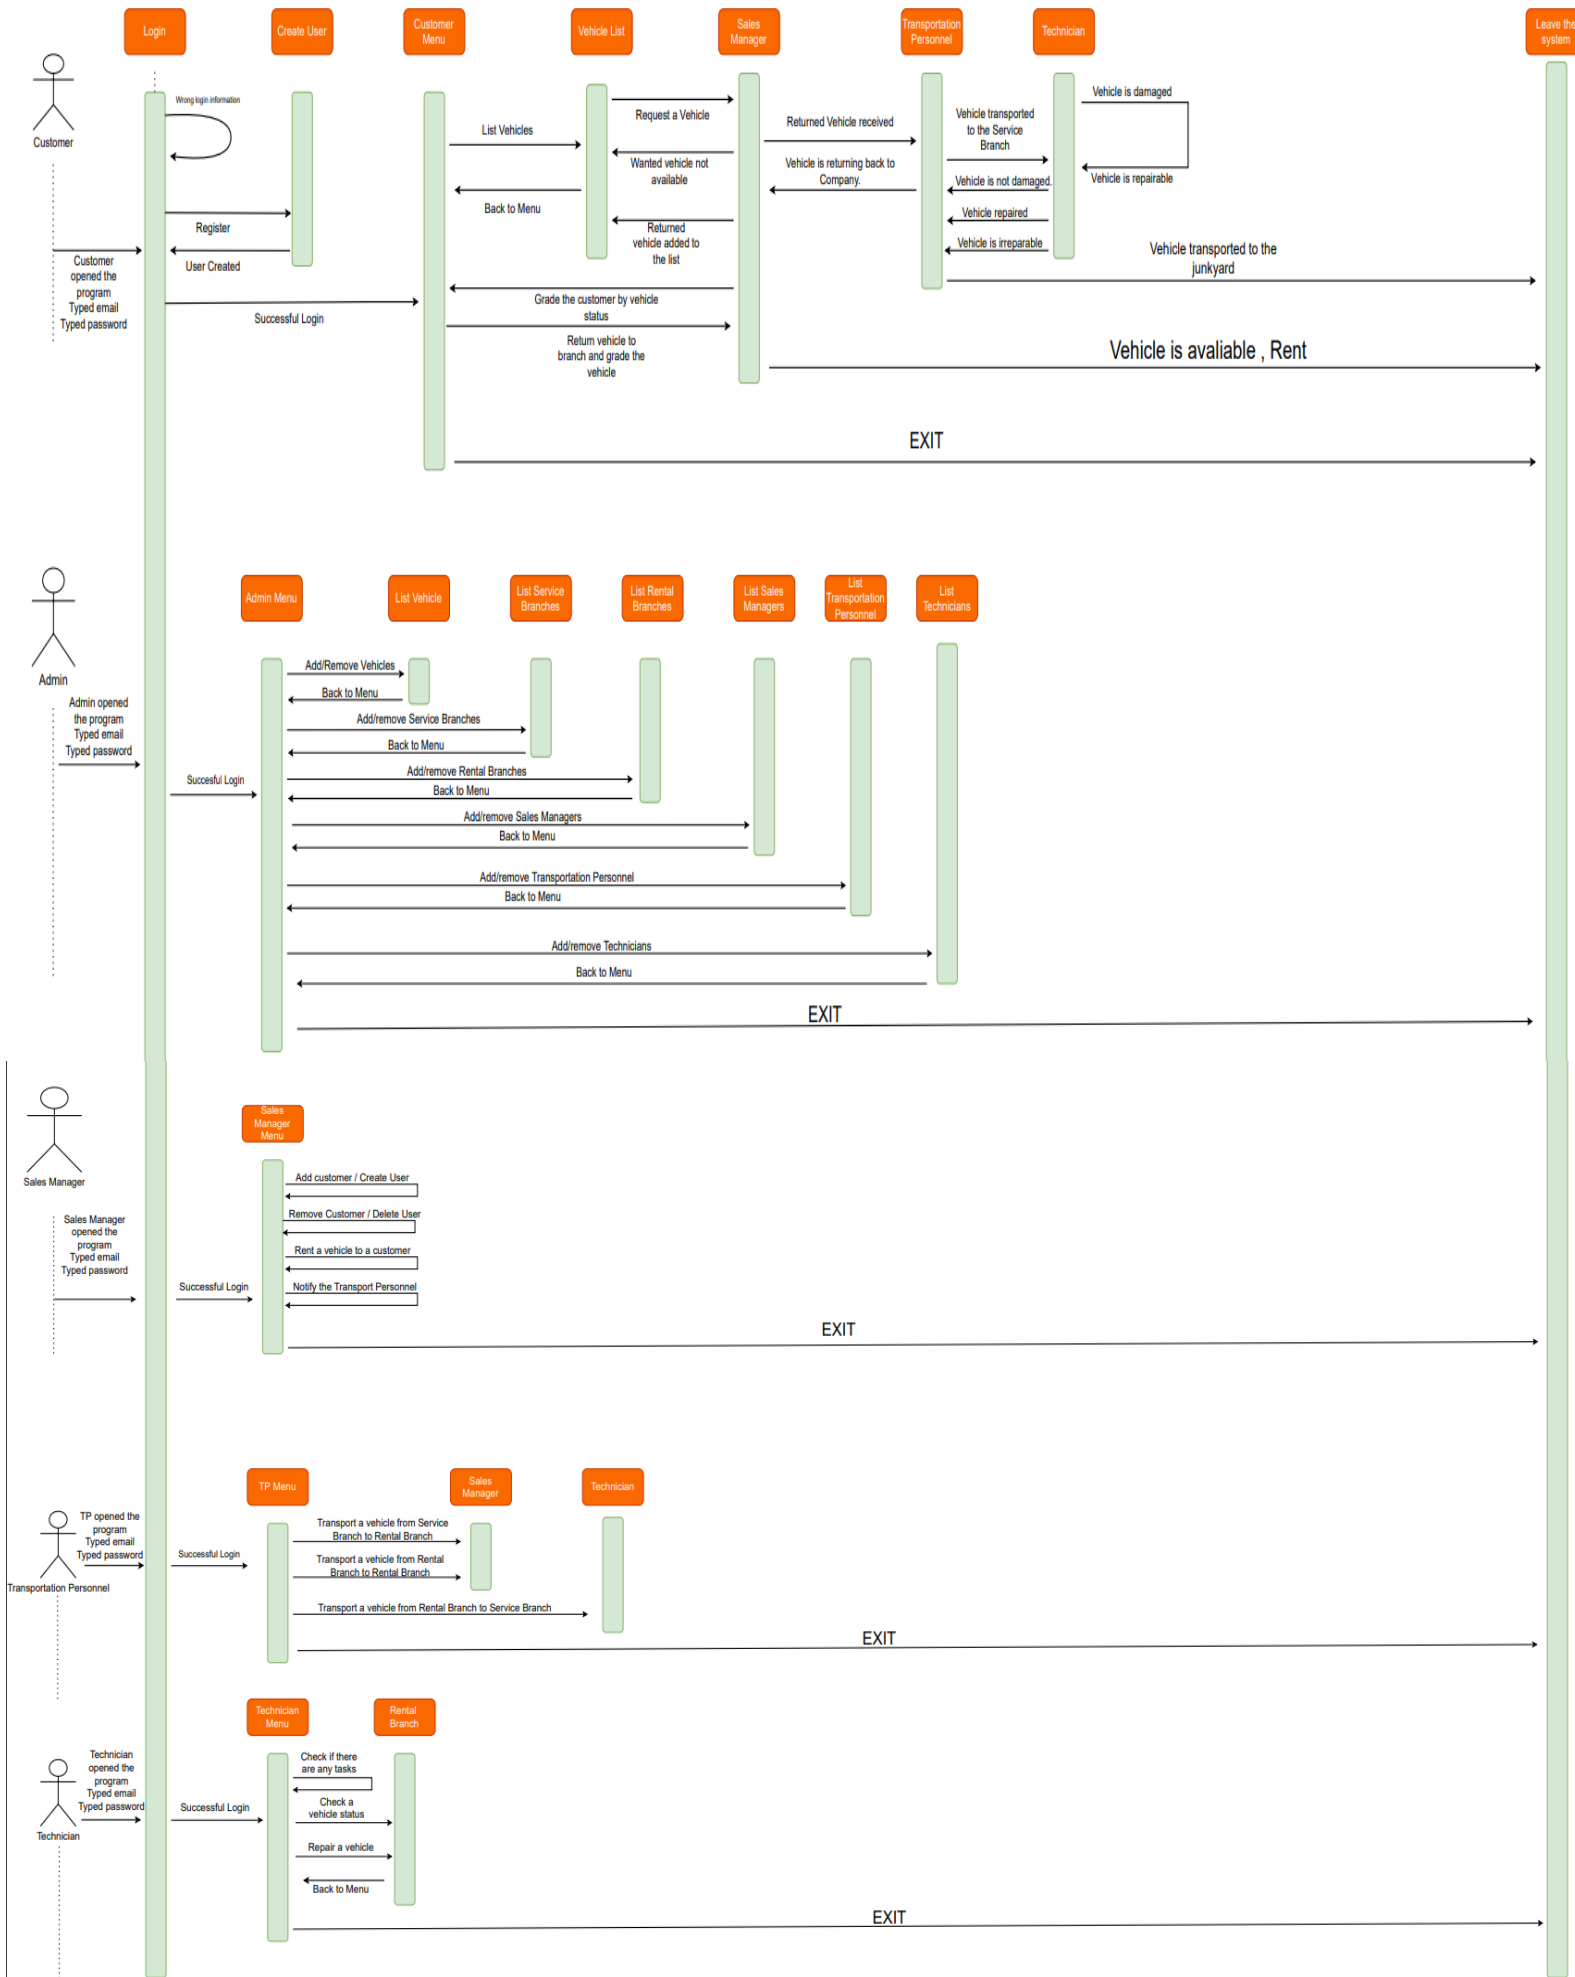 Login
Create User
Customer
Menu
Vehicle List
Sales
Manager
Transportation
Personnel
Technician
Leave the
system
Customer
Wrong login information
Request a Vehicle
List Vehicles
Returned Vehicle received
Vehicle transported
to the Service
Branch
Vehicle is damaged
Wanted vehicle not
available
Vehicle is returning back to
Company.
Vehicle is not damaged.
Vehicle is repairable
Back to Menu
Register
Returned
vehicle added to
the list
Vehicle repaired
Vehicle is irreparable
Vehicle transported to the
junkyard
User Created
Customer
opened the
program
Typed email
Typed password
Successful Login
Grade the customer by vehicle
status
Return vehicle to
branch and grade the
vehicle
Vehicle is avaliable , Rent
EXIT
Admin
Admin Menu
List Vehicle
List Service
Branches
List Rental
Branches
List Sales
Managers
List
Transportation
Personnel
List
Technicians
Add/Remove Vehicles
Back to Menu
Admin opened
the program
Typed email
Typed password
Add/remove Service Branches
Back to Menu
Succesful Login
Add/remove Rental Branches
Back to Menu
Add/remove Sales Managers
Back to Menu
Add/remove Transportation Personnel
Back to Menu
Add/remove Technicians
Back to Menu
EXIT
Sales Manager
Sales
Manager
Menu
Add customer / Create User
Remove Customer / Delete User
Rent a vehicle to a customer
Notify the Transport Personnel
Sales Manager
opened the
program
Typed email
Typed password
Successful Login
EXIT
TP Menu
Sales
Manager
Technician
TP opened the
program
Typed email
Typed password
Transportation Personnel
Successful Login
Transport a vehicle from Service
Branch to Rental Branch
Transport a vehicle from Rental
Branch to Rental Branch
Transport a vehicle from Rental Branch to Service Branch
EXIT
Technician
Menu
Rental
Branch
Technician
opened the
program
Typed email
Typed password
Technician
Successful Login
Check if there
are any tasks
Check a
vehicle status
Repair a vehicle
Back to Menu
EXIT